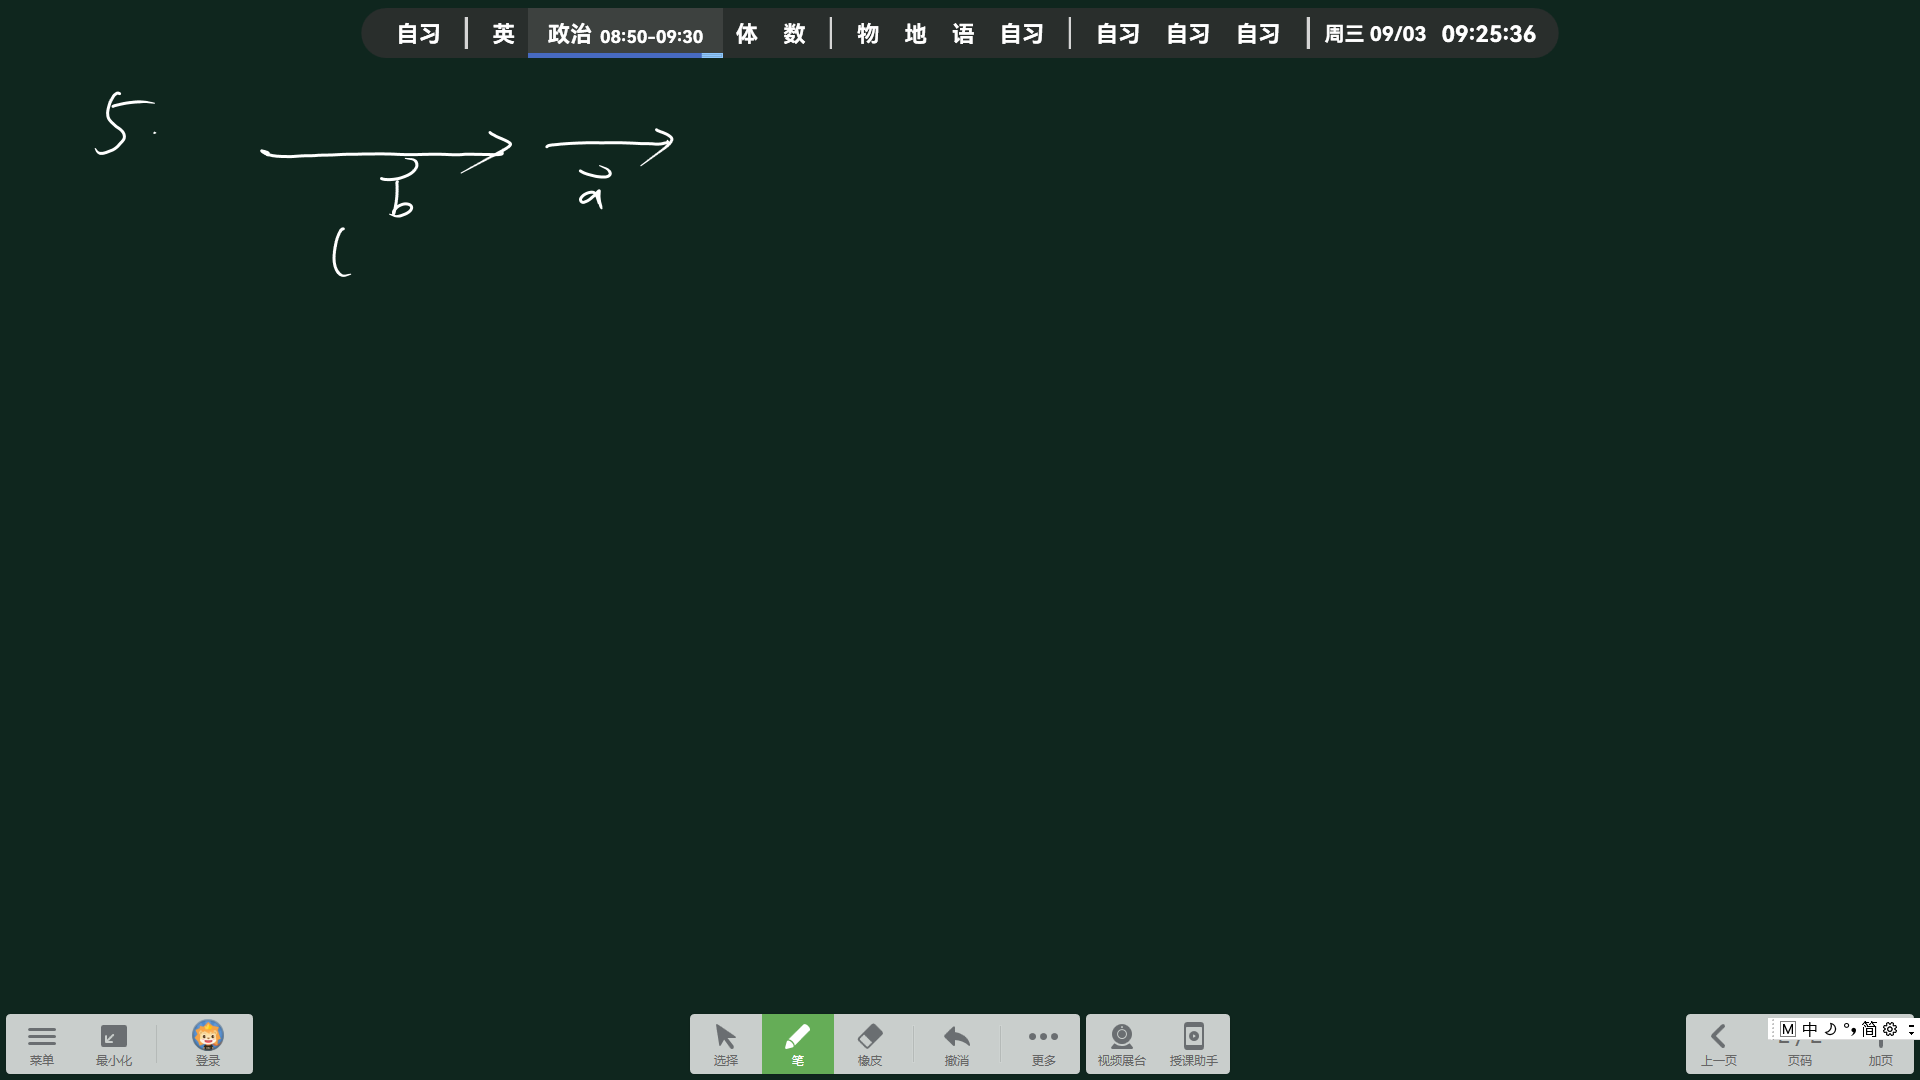 自习 | 英 政治 08:50-09:30 体 数 | 物 地 语 自习 | 自习 自习 自习 | 周三 09/03 09:25:36
5.
b a
(
菜单 最小化 登录 选择 笔 橡皮 撤消 更多 视频展台 授课助手 上一页 页码 加页
M 中 简